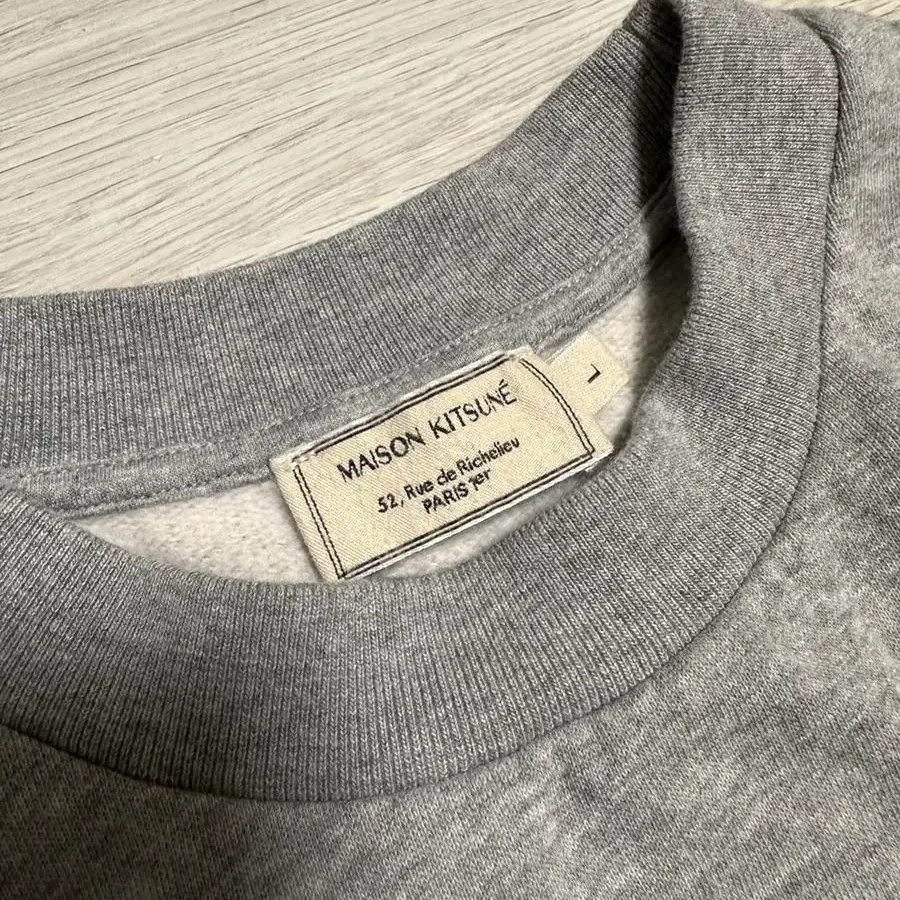 MAISON KITSUNÉ
52, Rue de Richelieu
PARIS 1er
L